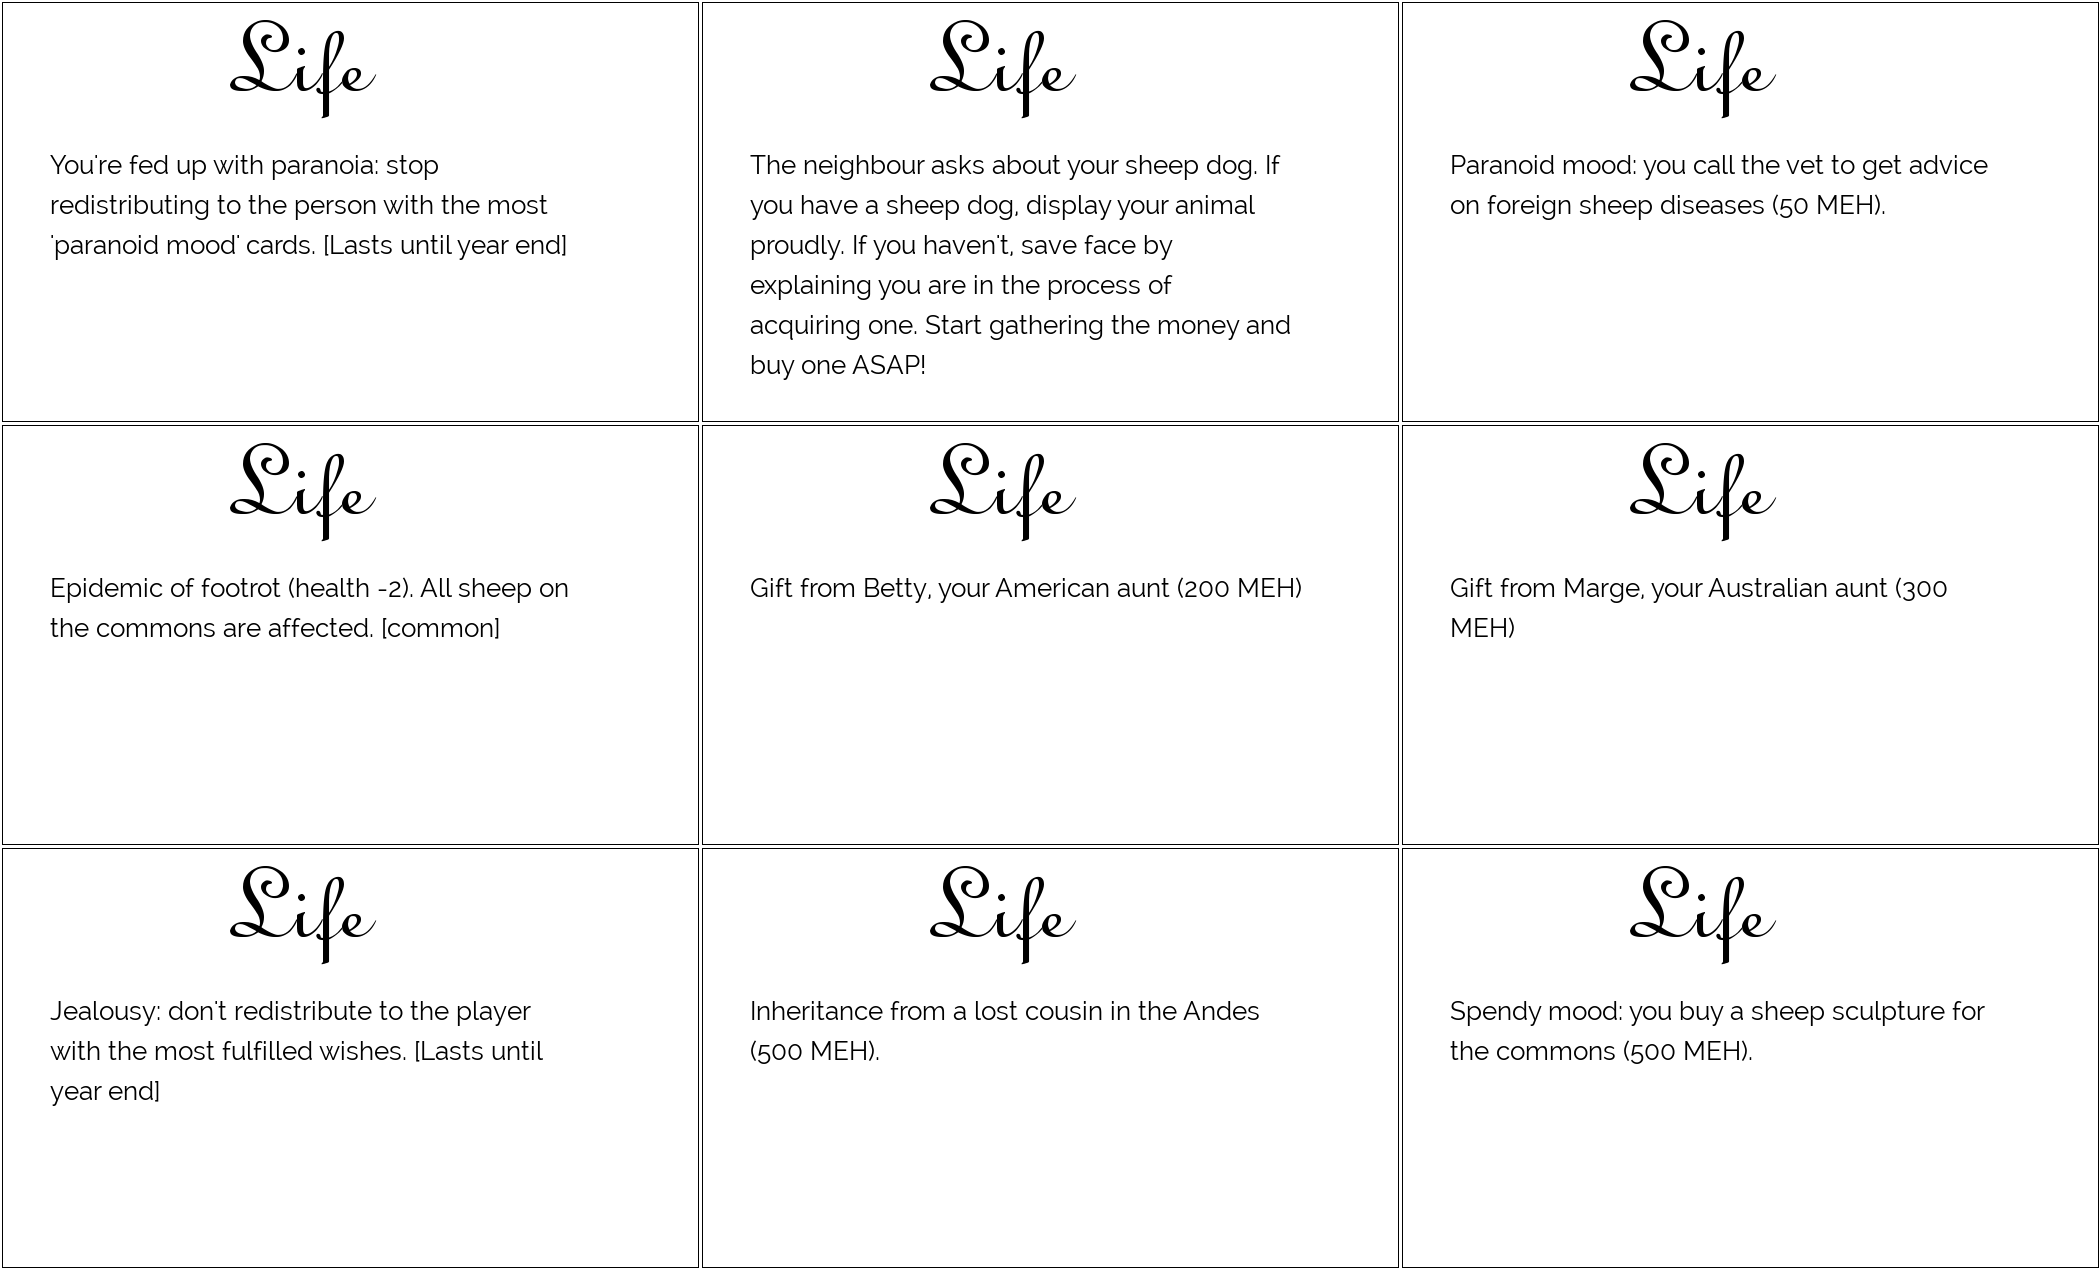 Life
You're fed up with paranoia: stop
redistributing to the person with the most
'paranoid mood' cards. [Lasts until year end]
Life
The neighbour asks about your sheep dog. If
you have a sheep dog, display your animal
proudly. If you haven't, save face by
explaining you are in the process of
acquiring one. Start gathering the money and
buy one ASAP!
Life
Paranoid mood: you call the vet to get advice
on foreign sheep diseases (50 MEH).
Life
Epidemic of footrot (health -2). All sheep on
the commons are affected. [common]
Life
Gift from Betty, your American aunt (200 MEH)
Life
Gift from Marge, your Australian aunt (300
MEH)
Life
Jealousy: don't redistribute to the player
with the most fulfilled wishes. [Lasts until
year end]
Life
Inheritance from a lost cousin in the Andes
(500 MEH).
Life
Spendy mood: you buy a sheep sculpture for
the commons (500 MEH).